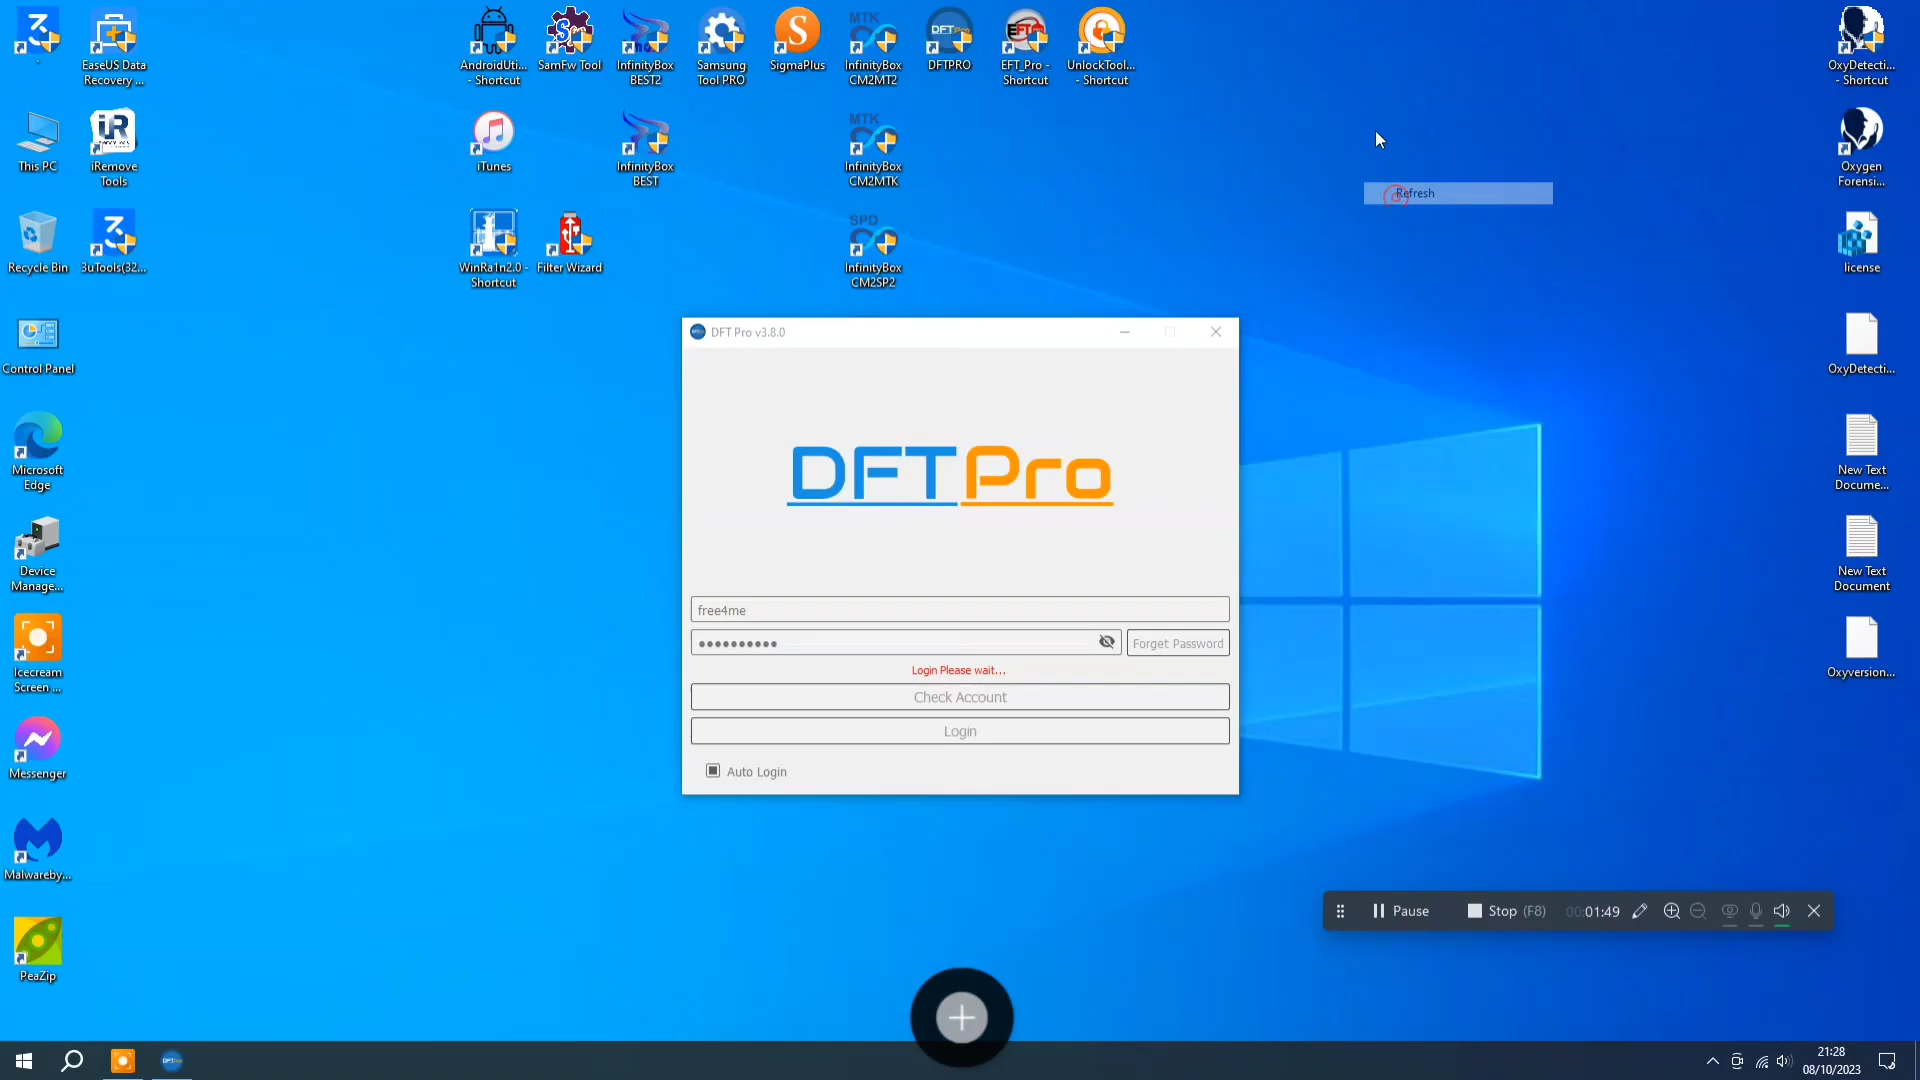 EaseUS Data
Recovery ...
AndroidUti...
- Shortcut
SamFw Tool
InfinityBox
BEST2
Samsung
Tool PRO
SigmaPlus
MTK
InfinityBox
CM2MT2
DFTPro
DFTPRO
EFT
EFT_Pro -
Shortcut
UnlockTool...
- Shortcut
OxyDetecti...
- Shortcut
This PC
iR
iRemove
Tools
iTunes
InfinityBox
BEST
MTK
InfinityBox
CM2MTK
Oxygen
Forensi...
Refresh
Recycle Bin
3uTools(32...
WinRa1n2.0 -
Shortcut
Filter Wizard
SPD
InfinityBox
CM2SP2
license
Control Panel
OxyDetecti...
Microsoft
Edge
New Text
Docume...
Device
Manage...
New Text
Document
Icecream
Screen ...
Oxyversion...
Messenger
Malwareby...
PeaZip
DFT Pro v3.8.0
DFTPro
free4me
Forget Password
Login Please wait...
Check Account
Login
Auto Login
Pause
Stop (F8)
00:01:49
21:28
08/10/2023